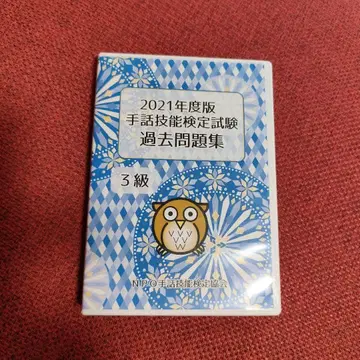 2021年度版
手話技能検定試験
過去問題集
3級
NPO手話技能検定協会